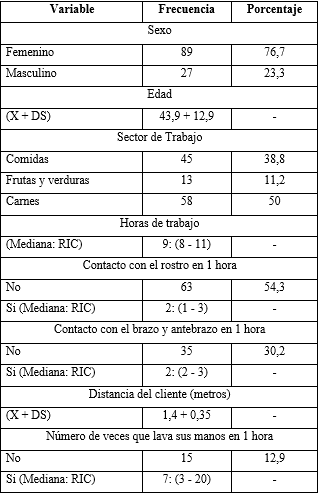 Variable Frecuencia Porcentaje
Sexo
Femenino 89 76,7
Masculino 27 23,3
Edad
(X + DS) 43,9 + 12,9 -
Sector de Trabajo
Comidas 45 38,8
Frutas y verduras 13 11,2
Carnes 58 50
Horas de trabajo
(Mediana: RIC) 9: (8 - 11) -
Contacto con el rostro en 1 hora
No 63 54,3
Si (Mediana: RIC) 2: (1 - 3) -
Contacto con el brazo y antebrazo en 1 hora
No 35 30,2
Si (Mediana: RIC) 2: (2 - 3) -
Distancia del cliente (metros)
(X + DS) 1,4 + 0,35 -
Número de veces que lava sus manos en 1 hora
No 15 12,9
Si (Mediana: RIC) 7: (3 - 20) -